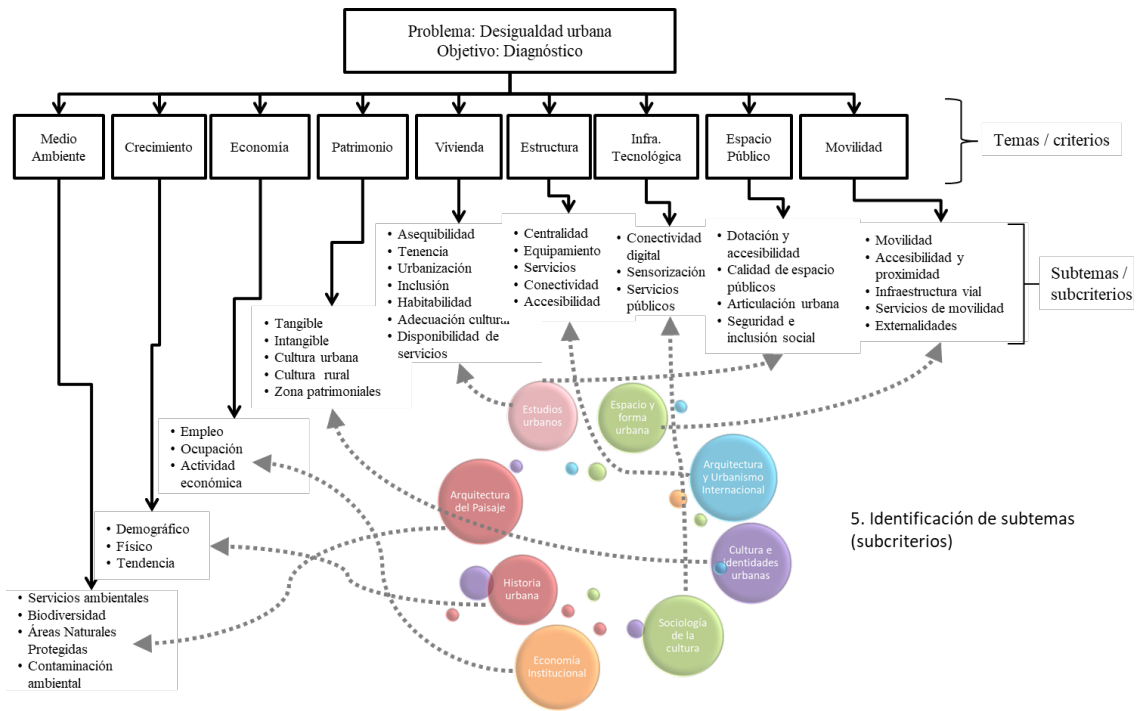 Problema: Desigualdad urbana
Objetivo: Diagnóstico
Medio
Ambiente
Crecimiento
Economía
Patrimonio
Vivienda
Estructura
Infra.
Tecnológica
Espacio
Público
Movilidad
Temas / criterios
• Asequibilidad
• Tenencia
• Urbanización
• Inclusión
• Habitabilidad
• Adecuación cultural
• Disponibilidad de
servicios
• Centralidad
• Equipamiento
• Servicios
• Conectividad
• Accesibilidad
• Conectividad
digital
• Sensorización
• Servicios
públicos
• Dotación y
accesibilidad
• Calidad de espacio
públicos
• Articulación urbana
• Seguridad e
inclusión social
• Movilidad
• Accesibilidad y
proximidad
• Infraestructura vial
• Servicios de movilidad
• Externalidades
Subtemas /
subcriterios
• Tangible
• Intangible
• Cultura urbana
• Cultura rural
• Zona patrimoniales
• Empleo
• Ocupación
• Actividad
económica
• Demográfico
• Físico
• Tendencia
• Servicios ambientales
• Biodiversidad
• Áreas Naturales
Protegidas
• Contaminación
ambiental
Estudios
urbanos
Espacio y
forma
urbana
Arquitectura
y Urbanismo
Internacional
Arquitectura
del Paisaje
Cultura e
identidades
urbanas
Historia
urbana
Sociología
de la
cultura
Economía
Institucional
5. Identificación de subtemas
(subcriterios)